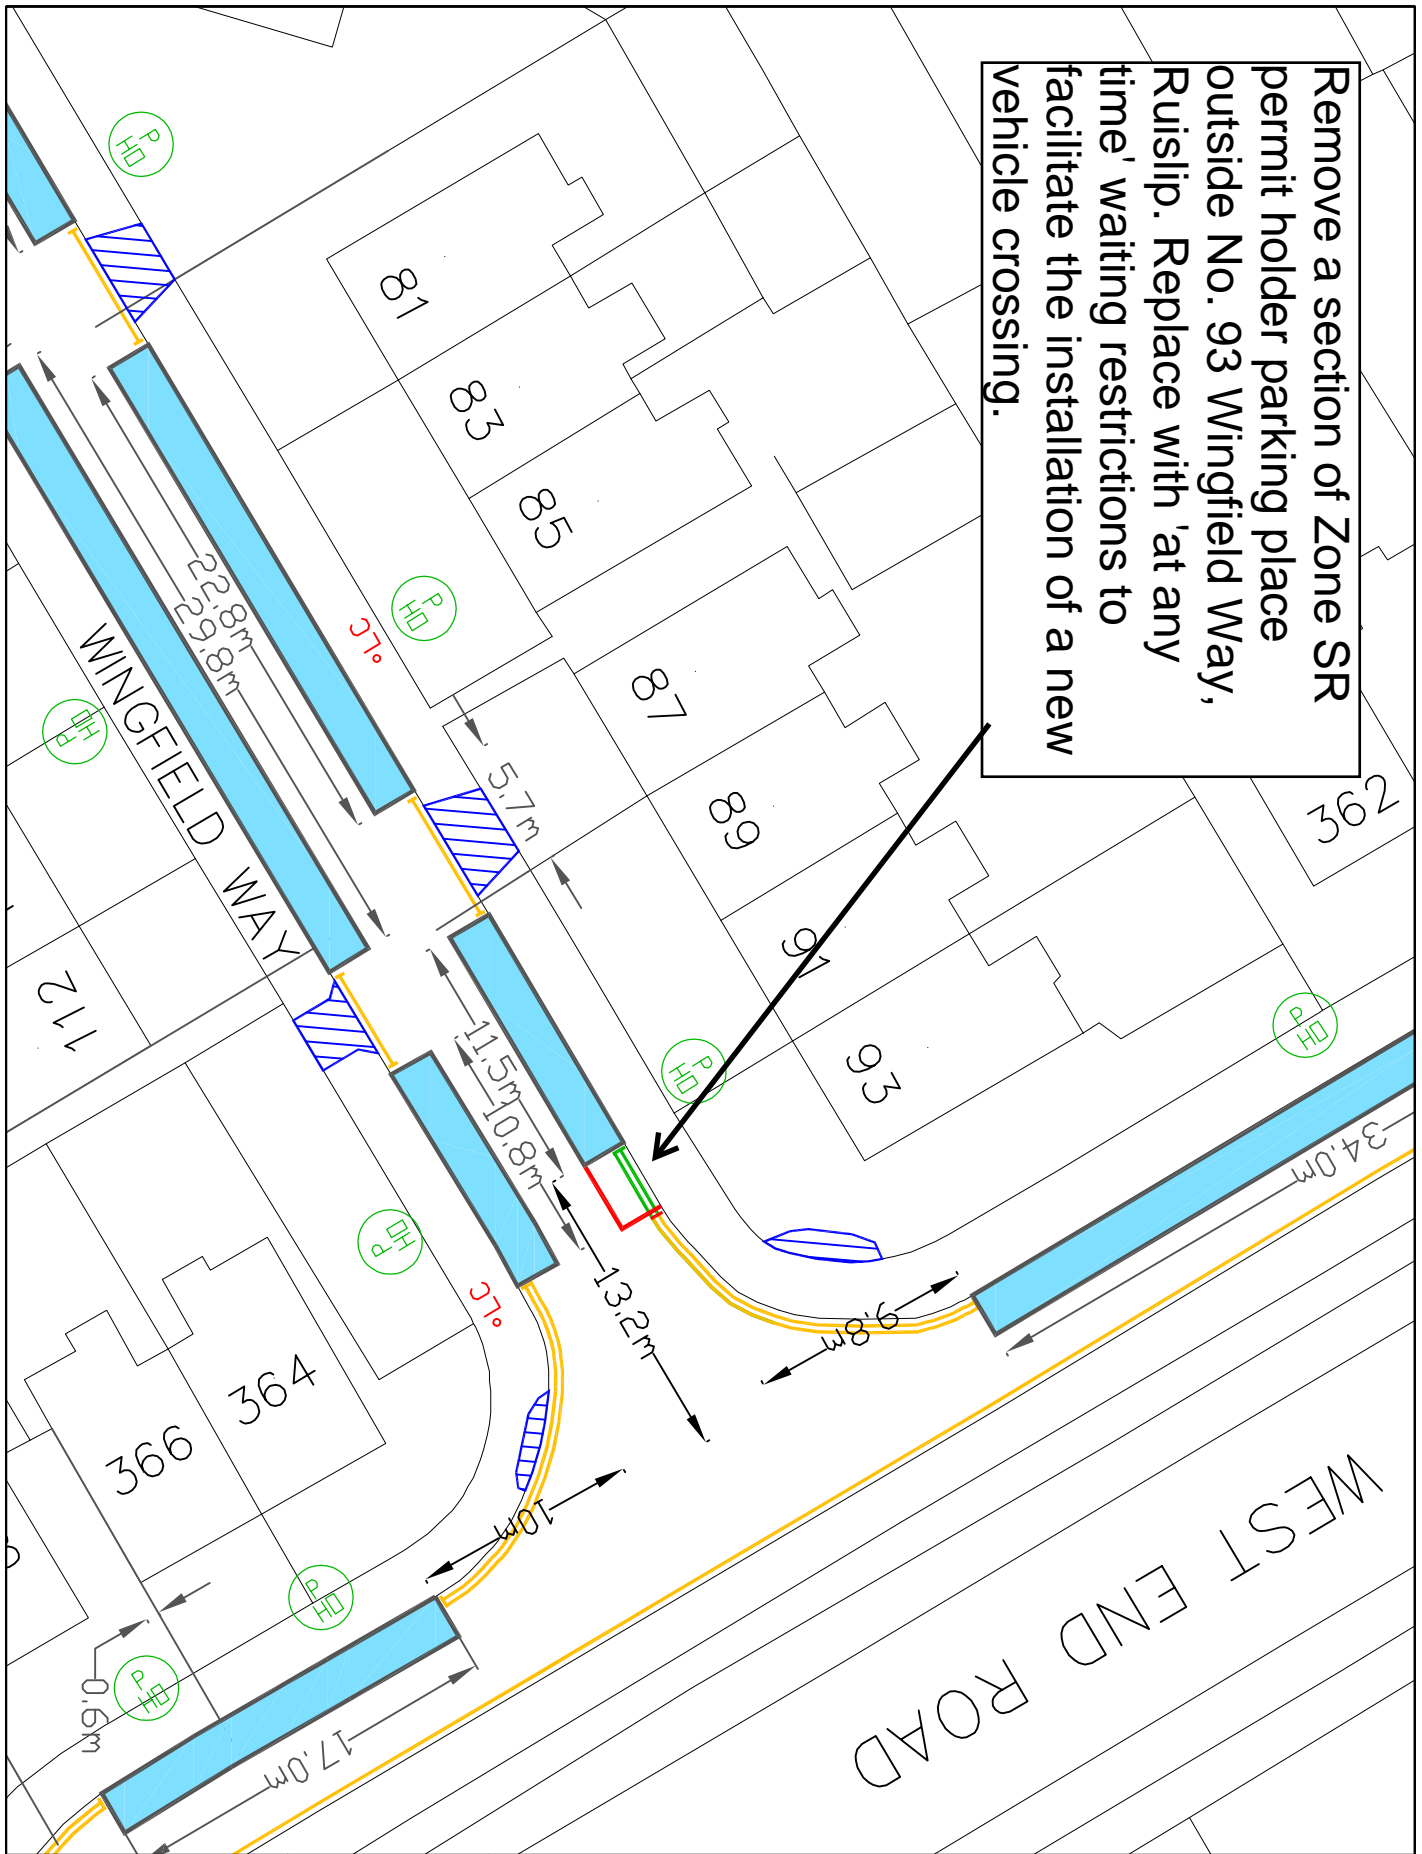 Remove a section of Zone SR
permit holder parking place
outside No. 93 Wingfield Way,
Ruislip. Replace with 'at any
time' waiting restrictions to
facilitate the installation of a new
vehicle crossing.
362
81
83
85
87
89
91
93
P
HD
P
HD
P
HD
P
HD
P
HD
P
HD
P
HD
P
HD
LC
LC
22.8m
29.8m
5.7m
11.5m
10.8m
13.2m
9.8m
34.0m
10m
17.0m
0.6m
WINGFIELD WAY
112
364
366
WEST END ROAD